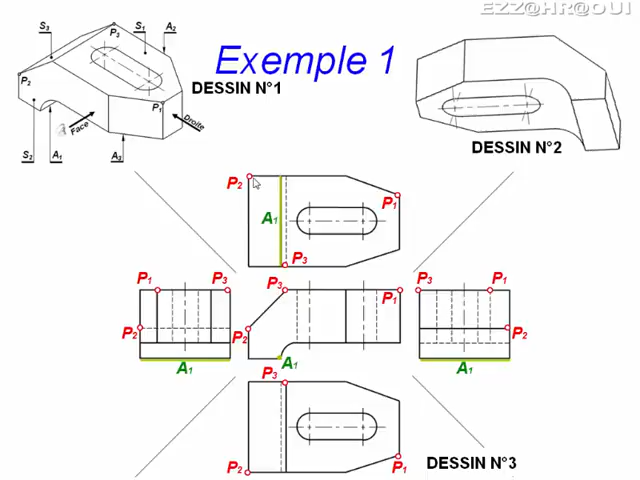 EZZ@HR@OUI
Exemple 1
S3
P3
S1
A2
P2
P1
Face
Droite
S2
A1
A3
DESSIN N°1
DESSIN N°2
P2
A1
P1
P3
P1
P3
P2
A1
P3
P1
P2
A1
P3
P1
P2
A1
P3
P2
P1
DESSIN N°3